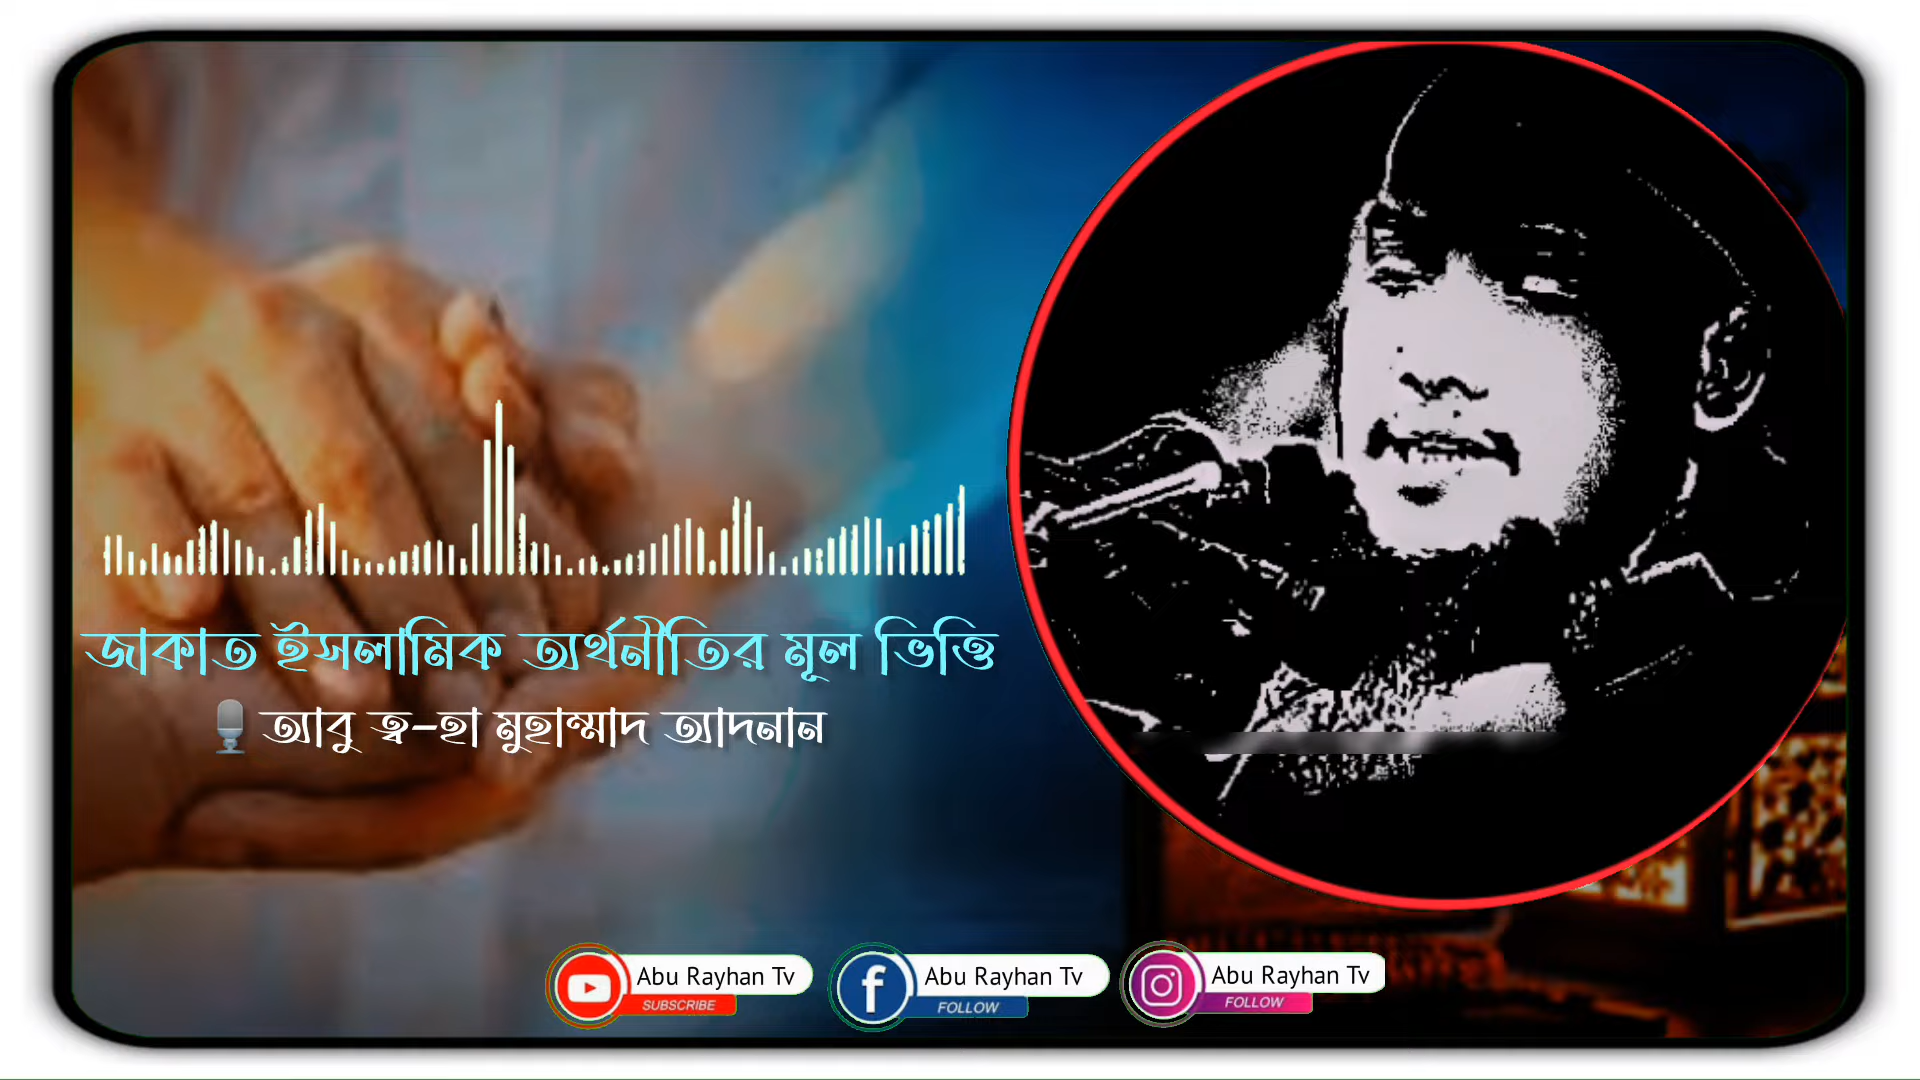 জাকাত ইসলামিক অর্থনীতির মূল ভিত্তি
আবু ত্ব-হা মুহাম্মাদ আদনান
Abu Rayhan Tv
SUBSCRIBE
Abu Rayhan Tv
FOLLOW
Abu Rayhan Tv
FOLLOW